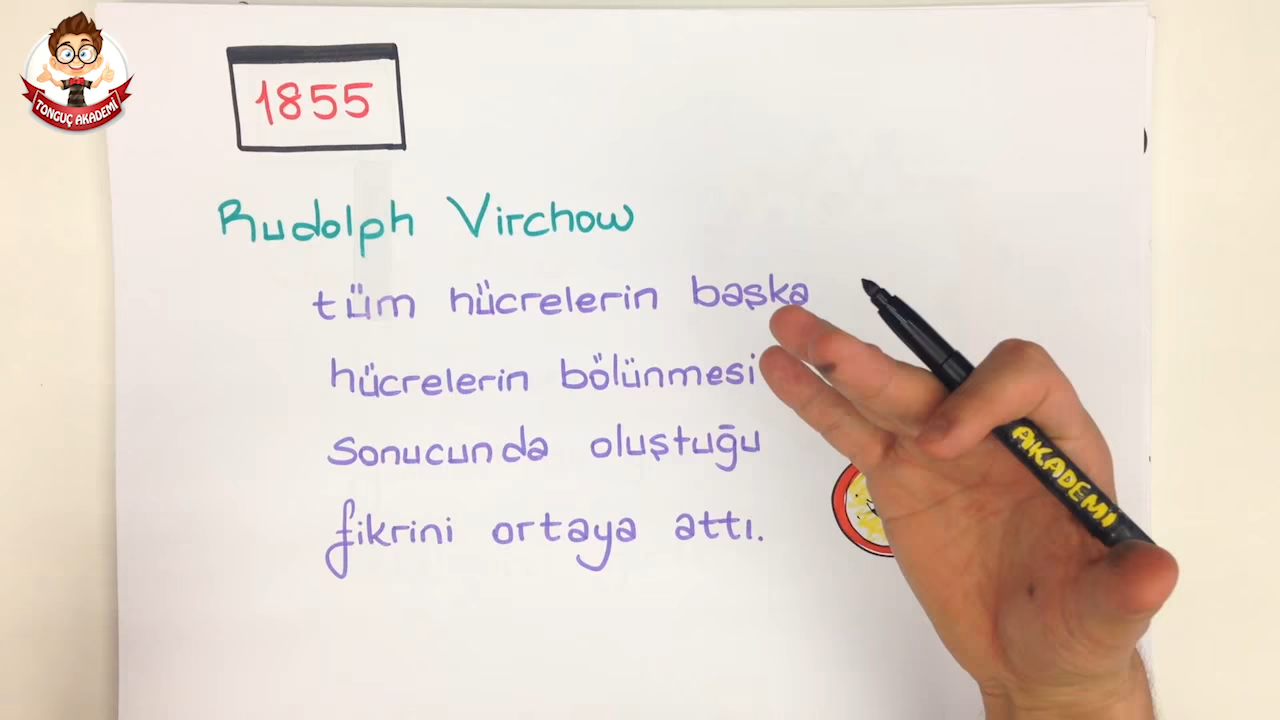 TONGUÇ AKADEMİ
1855
Rudolph Virchow
tüm hücrelerin başka
hücrelerin bölünmesi
sonucunda oluştuğu
fikrini ortaya attı.
AKADEMİ